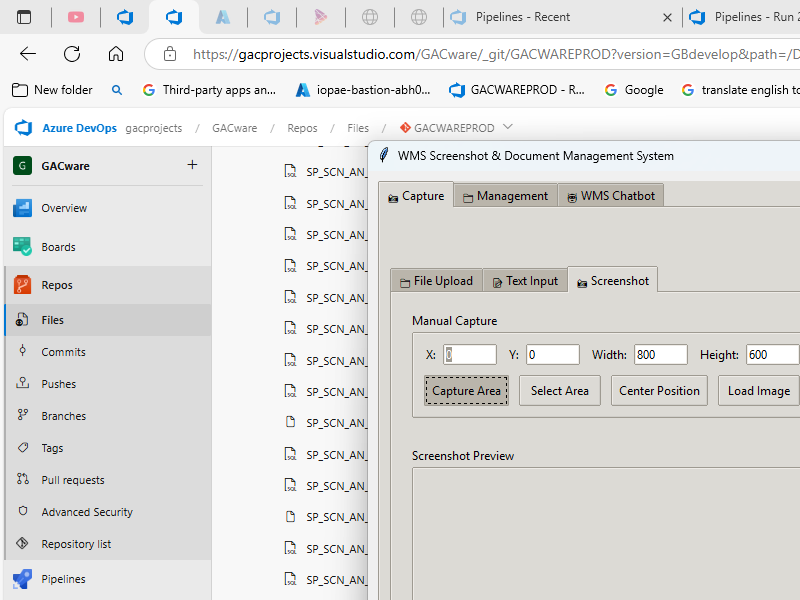 Pipelines - Recent
Pipelines - Run 2
https://gacprojects.visualstudio.com/GACware/_git/GACWAREPROD?version=GBdevelop&path=/D
New folder
Third-party apps an...
iopae-bastion-abh0...
GACWAREPROD - R...
Google
translate english to
Azure DevOps gacprojects / GACware / Repos / Files / GACWAREPROD
G GACware +
Overview
Boards
Repos
Files
Commits
Pushes
Branches
Tags
Pull requests
Advanced Security
Repository list
Pipelines
SP_SCN_AN_
SP_SCN_AN_
SP_SCN_AN_
SP_SCN_AN_
SP_SCN_AN_
SP_SCN_AN_
SP_SCN_AN_
SP_SCN_AN_
SP_SCN_AN_
SP_SCN_AN_
SP_SCN_AN_
SP_SCN_AN_
SP_SCN_AN_
SP_SCN_AN_
WMS Screenshot & Document Management System
Capture Management WMS Chatbot
File Upload Text Input Screenshot
Manual Capture
X: 0 Y: 0 Width: 800 Height: 600
Capture Area Select Area Center Position Load Image
Screenshot Preview